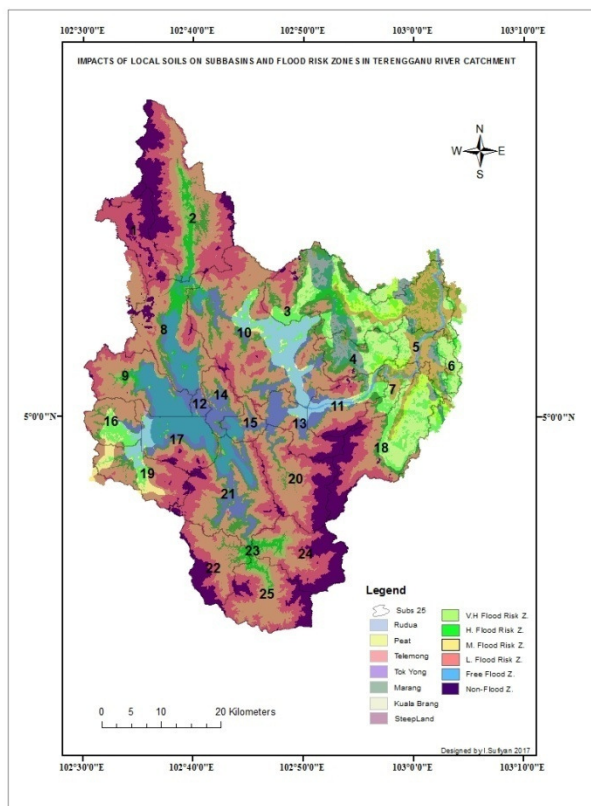 102°30'0"E 102°40'0"E 102°50'0"E 103°0'0"E 103°10'0"E
IMPACTS OF LOCAL SOILS ON SUBBASINS AND FLOOD RISK ZONES IN TERENGGANU RIVER CATCHMENT
N
W E
S
1
2
3
10
8
4
5
6
9
7
5°0'0"N
12
14
11
5°0'0"N
16
15
13
17
18
19
20
21
23
24
22
25
Legend
Subs 25
Rudua
Peat
Telemong
Tok Yong
Marang
Kuala Brang
SteepLand
V.H Flood Risk Z.
H. Flood Risk Z.
M. Flood Risk Z.
L. Flood Risk Z.
Free Flood Z.
Non-Flood Z.
0 5 10 20 Kilometers
Designed by I.Sufiyan 2017
102°30'0"E 102°40'0"E 102°50'0"E 103°0'0"E 103°10'0"E